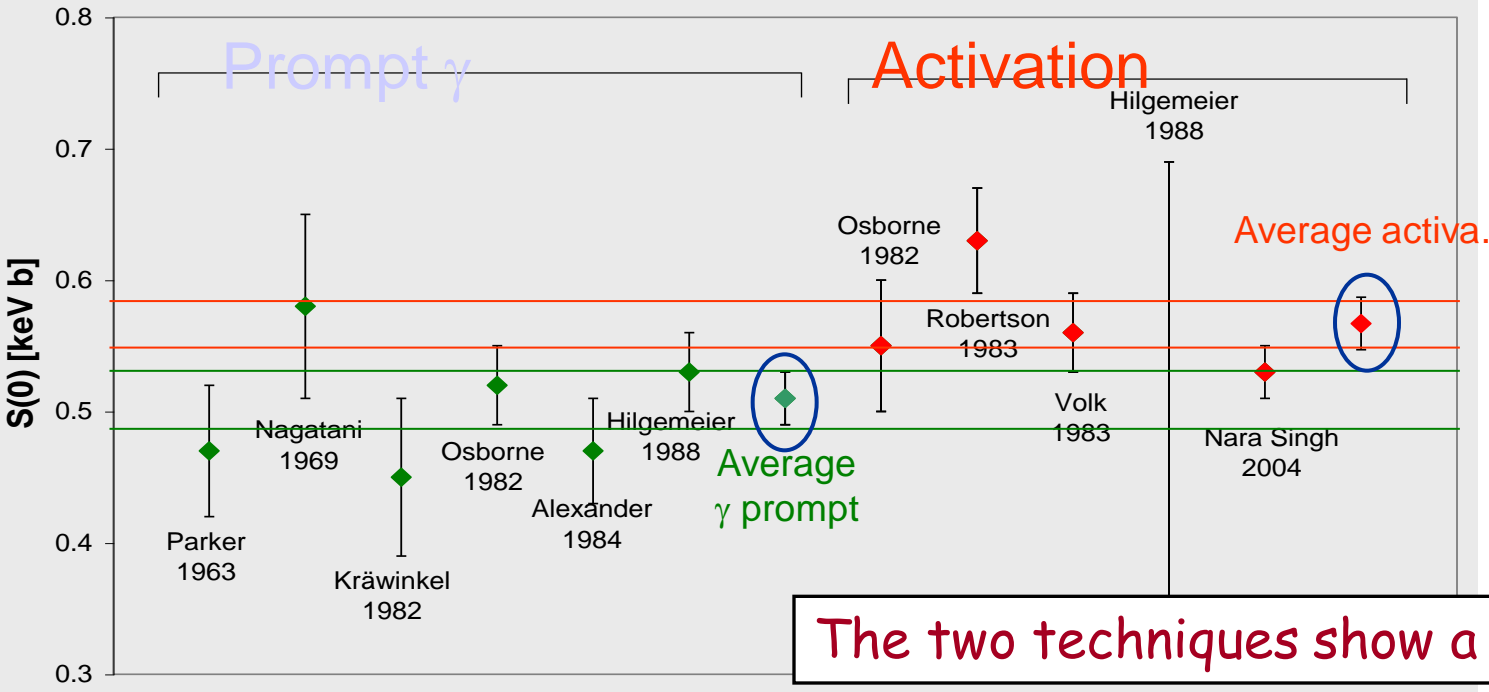 0.8
0.7
0.6
0.5
0.4
0.3
S(0) [keV b]
Prompt γ
Activation
Parker
1963
Nagatani
1969
Kräwinkel
1982
Osborne
1982
Alexander
1984
Hilgemeier
1988
Average
γ prompt
Osborne
1982
Robertson
1983
Volk
1983
Hilgemeier
1988
Nara Singh
2004
Average activa.
The two techniques show a